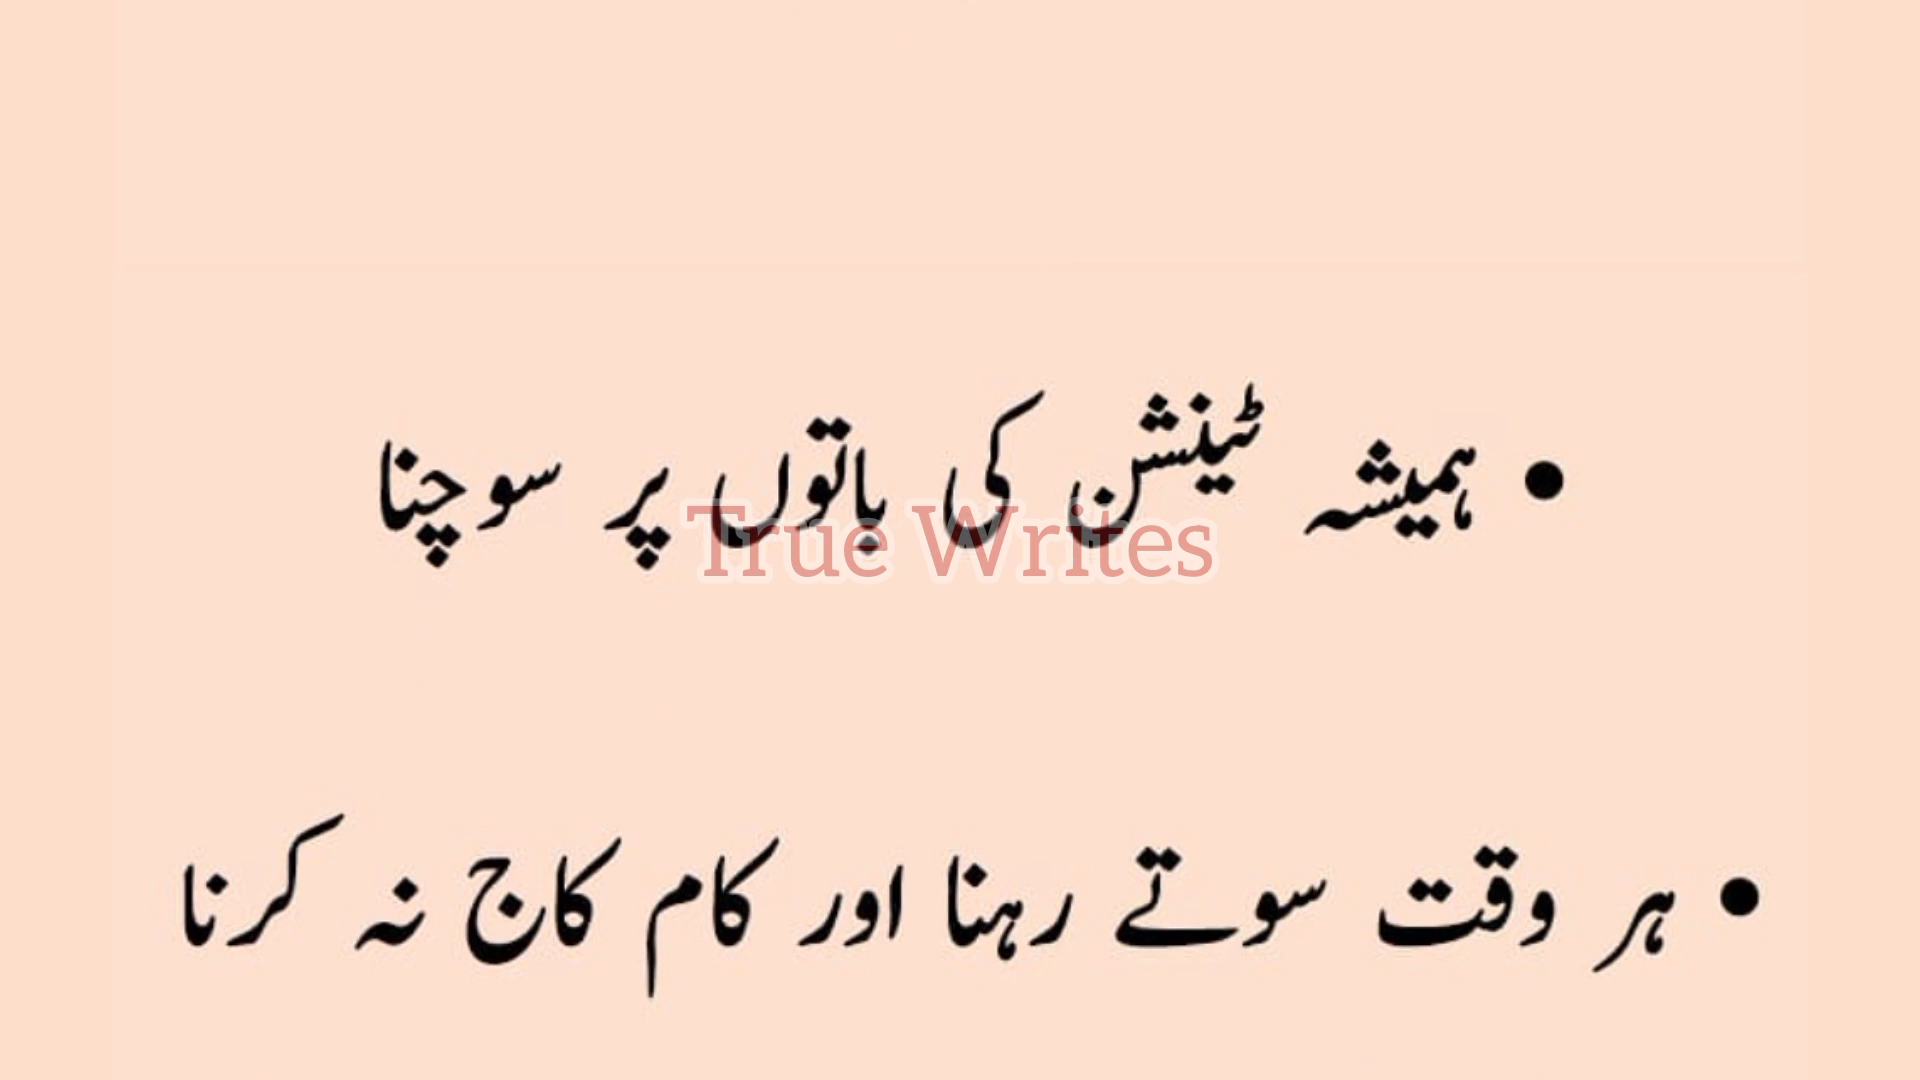 • ہمیشہ ٹینشن کی باتوں پر سوچنا
True Writes
• ہر وقت سوتے رہنا اور کام کاج نہ کرنا